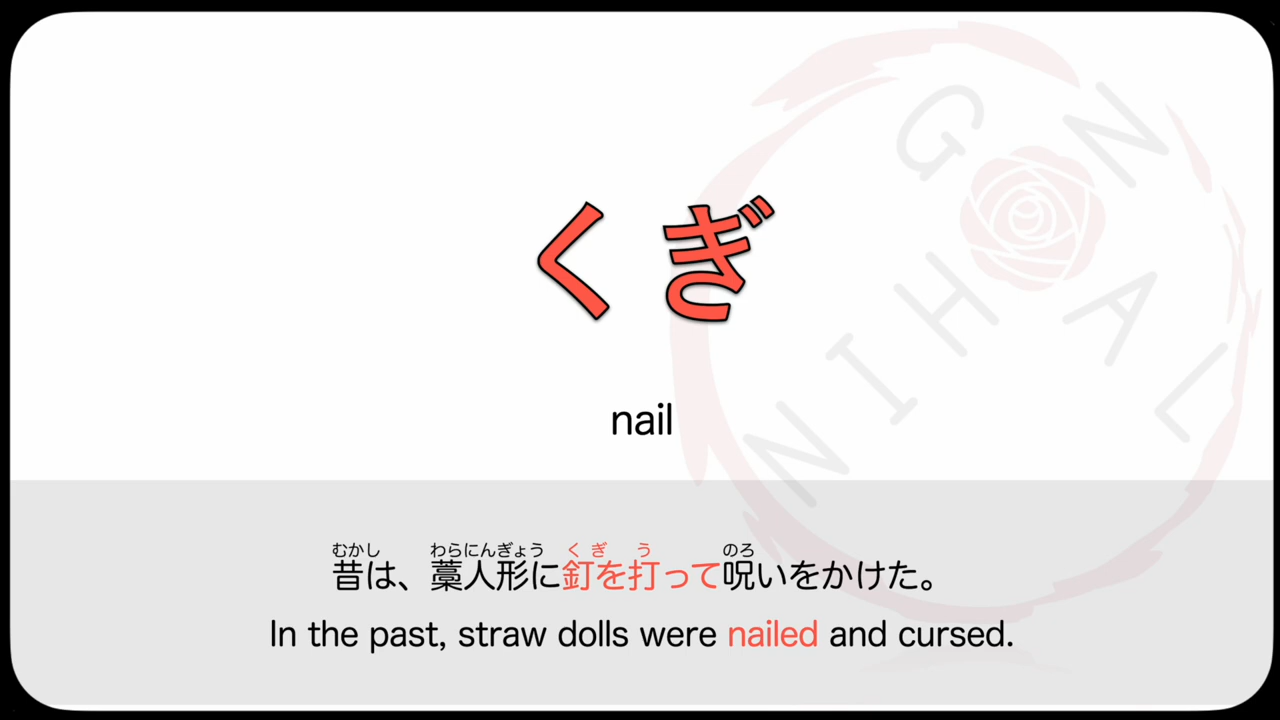 くぎ
nail
むかし わらにんぎょう くぎ う のろ
昔は、藁人形に釘を打って呪いをかけた。
In the past, straw dolls were nailed and cursed.
NIHON
GAL